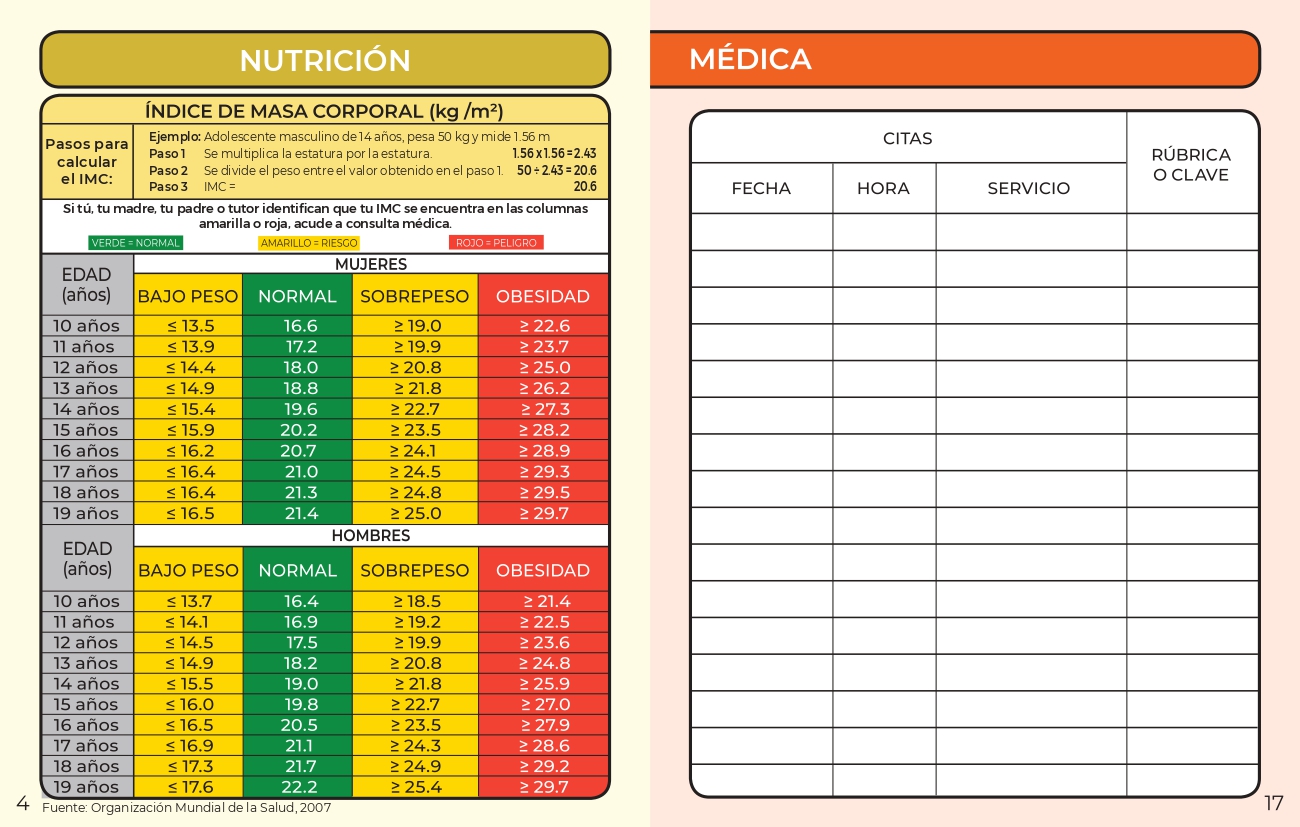 NUTRICIÓN
ÍNDICE DE MASA CORPORAL (kg /m²)
Pasos para
calcular
el IMC:
Ejemplo: Adolescente masculino de 14 años, pesa 50 kg y mide 1.56 m
Paso 1 Se multiplica la estatura por la estatura. 1.56 x 1.56 = 2.43
Paso 2 Se divide el peso entre el valor obtenido en el paso 1. 50 ÷ 2.43 = 20.6
Paso 3 IMC = 20.6
Si tú, tu madre, tu padre o tutor identifican que tu IMC se encuentra en las columnas
amarilla o roja, acude a consulta médica.
VERDE = NORMAL AMARILLO = RIESGO ROJO = PELIGRO
EDAD
(años)
MUJERES
BAJO PESO NORMAL SOBREPESO OBESIDAD
10 años ≤ 13.5 16.6 ≥ 19.0 ≥ 22.6
11 años ≤ 13.9 17.2 ≥ 19.9 ≥ 23.7
12 años ≤ 14.4 18.0 ≥ 20.8 ≥ 25.0
13 años ≤ 14.9 18.8 ≥ 21.8 ≥ 26.2
14 años ≤ 15.4 19.6 ≥ 22.7 ≥ 27.3
15 años ≤ 15.9 20.2 ≥ 23.5 ≥ 28.2
16 años ≤ 16.2 20.7 ≥ 24.1 ≥ 28.9
17 años ≤ 16.4 21.0 ≥ 24.5 ≥ 29.3
18 años ≤ 16.4 21.3 ≥ 24.8 ≥ 29.5
19 años ≤ 16.5 21.4 ≥ 25.0 ≥ 29.7
EDAD
(años)
HOMBRES
BAJO PESO NORMAL SOBREPESO OBESIDAD
10 años ≤ 13.7 16.4 ≥ 18.5 ≥ 21.4
11 años ≤ 14.1 16.9 ≥ 19.2 ≥ 22.5
12 años ≤ 14.5 17.5 ≥ 19.9 ≥ 23.6
13 años ≤ 14.9 18.2 ≥ 20.8 ≥ 24.8
14 años ≤ 15.5 19.0 ≥ 21.8 ≥ 25.9
15 años ≤ 16.0 19.8 ≥ 22.7 ≥ 27.0
16 años ≤ 16.5 20.5 ≥ 23.5 ≥ 27.9
17 años ≤ 16.9 21.1 ≥ 24.3 ≥ 28.6
18 años ≤ 17.3 21.7 ≥ 24.9 ≥ 29.2
19 años ≤ 17.6 22.2 ≥ 25.4 ≥ 29.7
4 Fuente: Organización Mundial de la Salud, 2007
MÉDICA
CITAS
RÚBRICA
O CLAVE
FECHA HORA SERVICIO
17